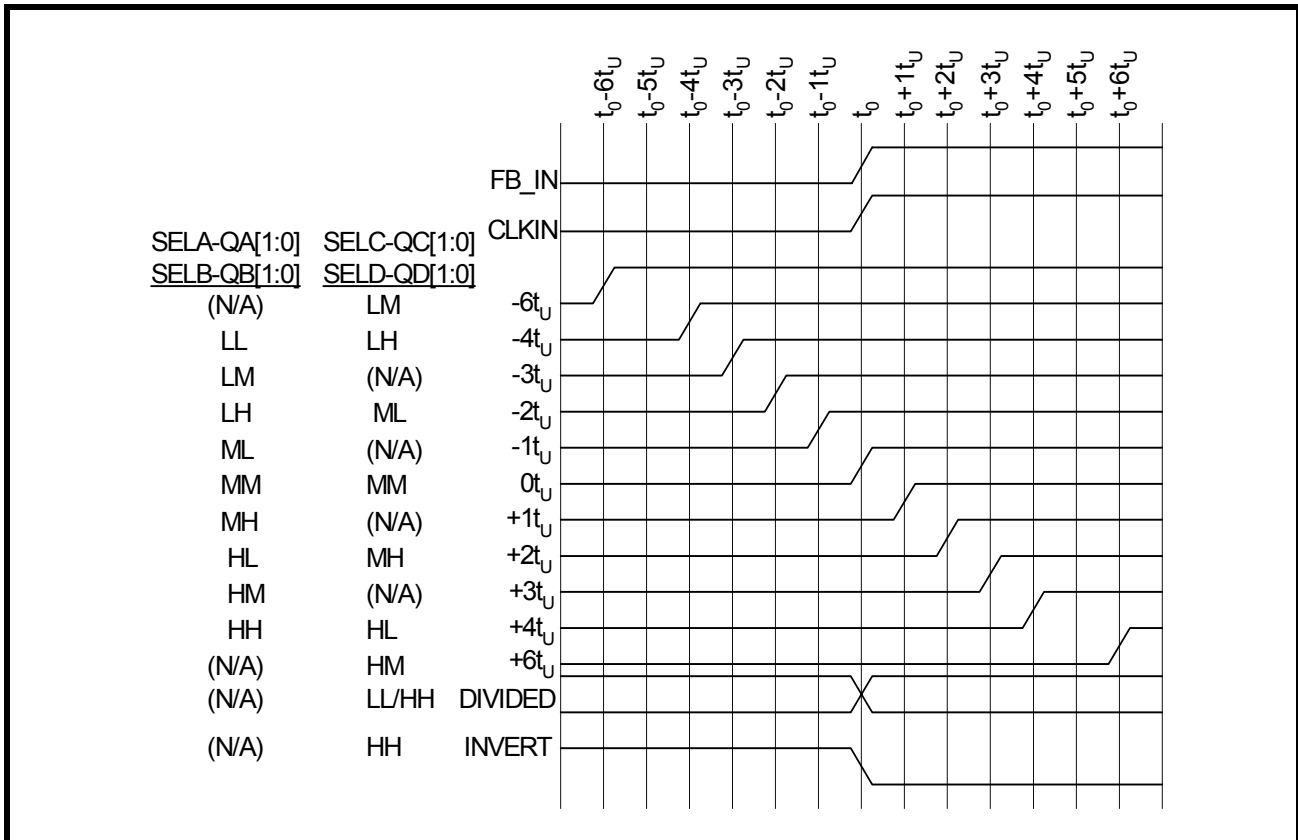 t0-6tU
t0-5tU
t0-4tU
t0-3tU
t0-2tU
t0-1tU
t0
t0+1tU
t0+2tU
t0+3tU
t0+4tU
t0+5tU
t0+6tU
FB_IN
CLKIN
SELA-QA[1:0] SELC-QC[1:0]
SELB-QB[1:0] SELD-QD[1:0]
(N/A) LM -6tU
LL LH -4tU
LM (N/A) -3tU
LH ML -2tU
ML (N/A) -1tU
MM MM 0tU
MH (N/A) +1tU
HL MH +2tU
HM (N/A) +3tU
HH HL +4tU
(N/A) HM +6tU
(N/A) LL/HH DIVIDED
(N/A) HH INVERT